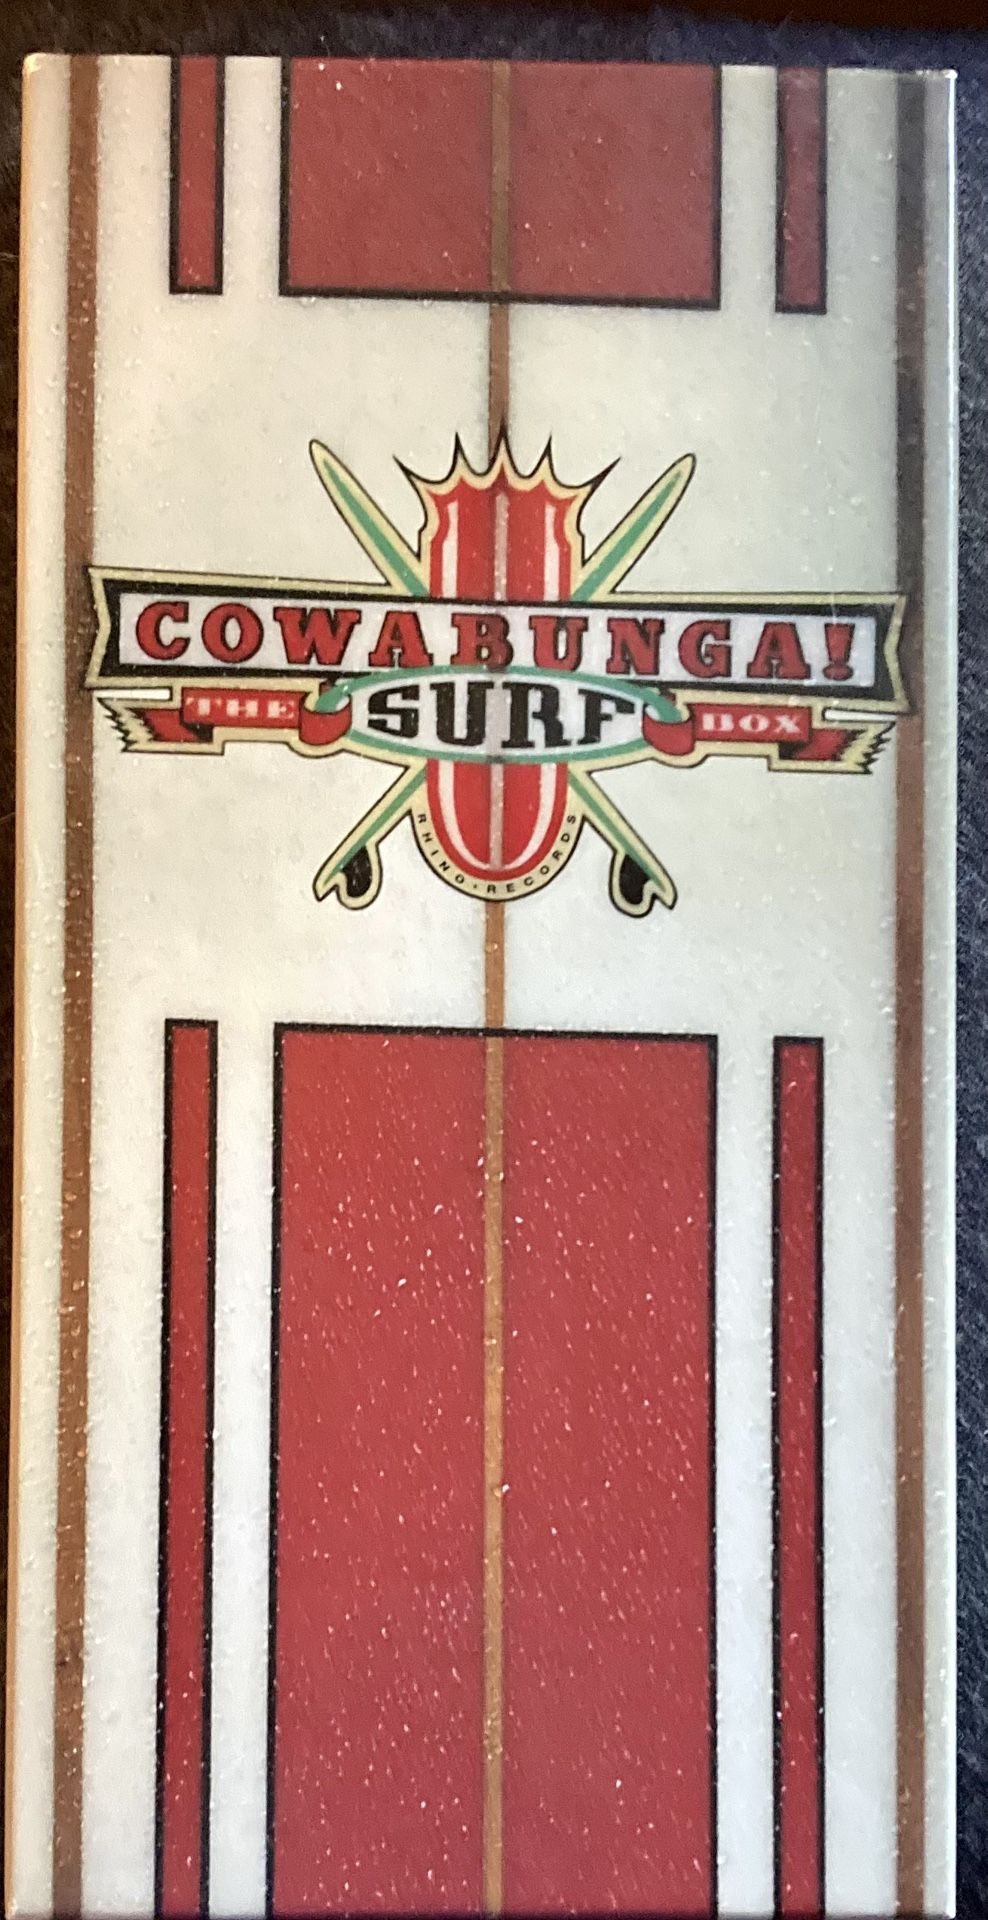 COWABUNGA!
THE SURF BOX
RHINO • RECORDS